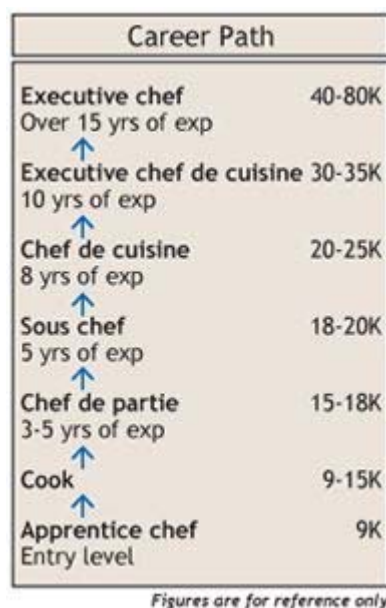 Career Path
Executive chef 40-80K
Over 15 yrs of exp
Executive chef de cuisine 30-35K
10 yrs of exp
Chef de cuisine 20-25K
8 yrs of exp
Sous chef 18-20K
5 yrs of exp
Chef de partie 15-18K
3-5 yrs of exp
Cook 9-15K
Apprentice chef 9K
Entry level
Figures are for reference only